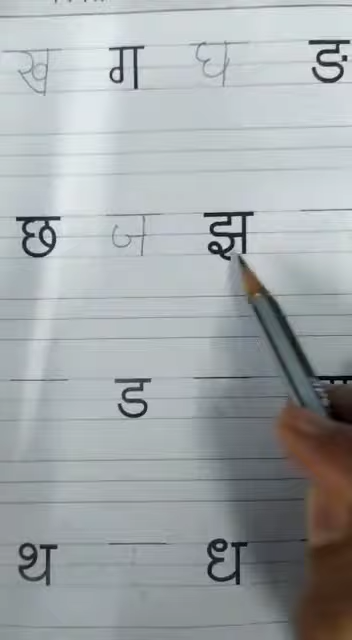 ख ग घ ङ
छ ज झ
ड
थ ध